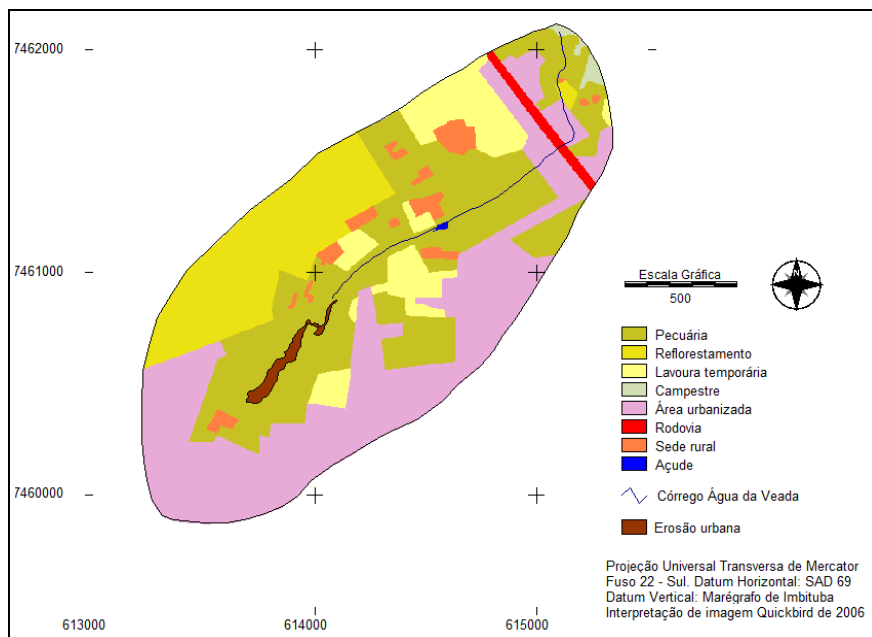 7462000
7461000
7460000
613000
614000
615000
N
Escala Gráfica
500
Pecuária
Reflorestamento
Lavoura temporária
Campestre
Área urbanizada
Rodovia
Sede rural
Açude
Córrego Água da Veada
Erosão urbana
Projeção Universal Transversa de Mercator
Fuso 22 - Sul. Datum Horizontal: SAD 69
Datum Vertical: Marégrafo de Imbituba
Interpretação de imagem Quickbird de 2006